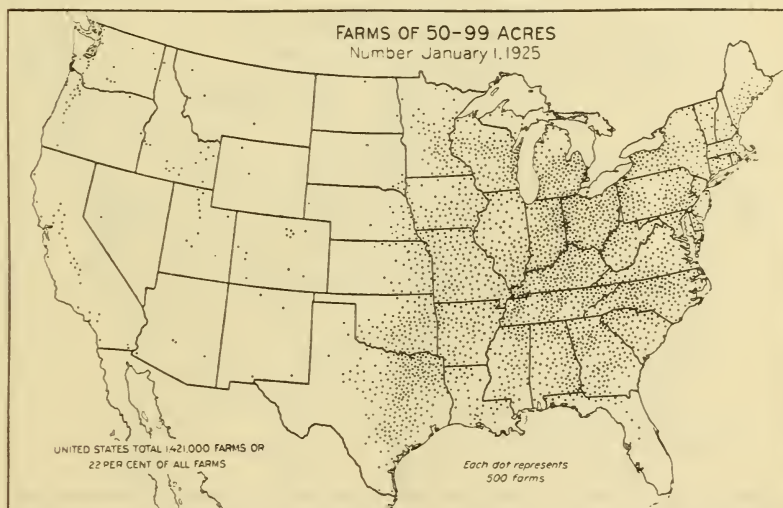 FARMS OF 50-99 ACRES
Number January 1, 1925
UNITED STATES TOTAL 1,421,000 FARMS OR
22 PER CENT OF ALL FARMS
Each dot represents
500 farms